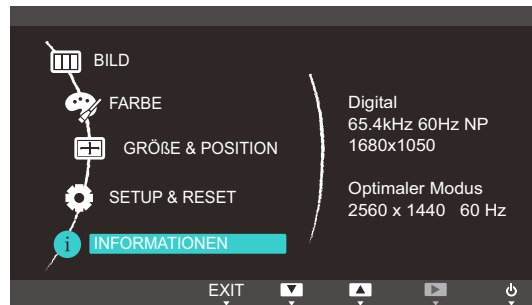 BILD
FARBE
GRÖßE & POSITION
SETUP & RESET
i INFORMATIONEN
Digital
65.4kHz 60Hz NP
1680x1050
Optimaler Modus
2560 x 1440 60 Hz
EXIT